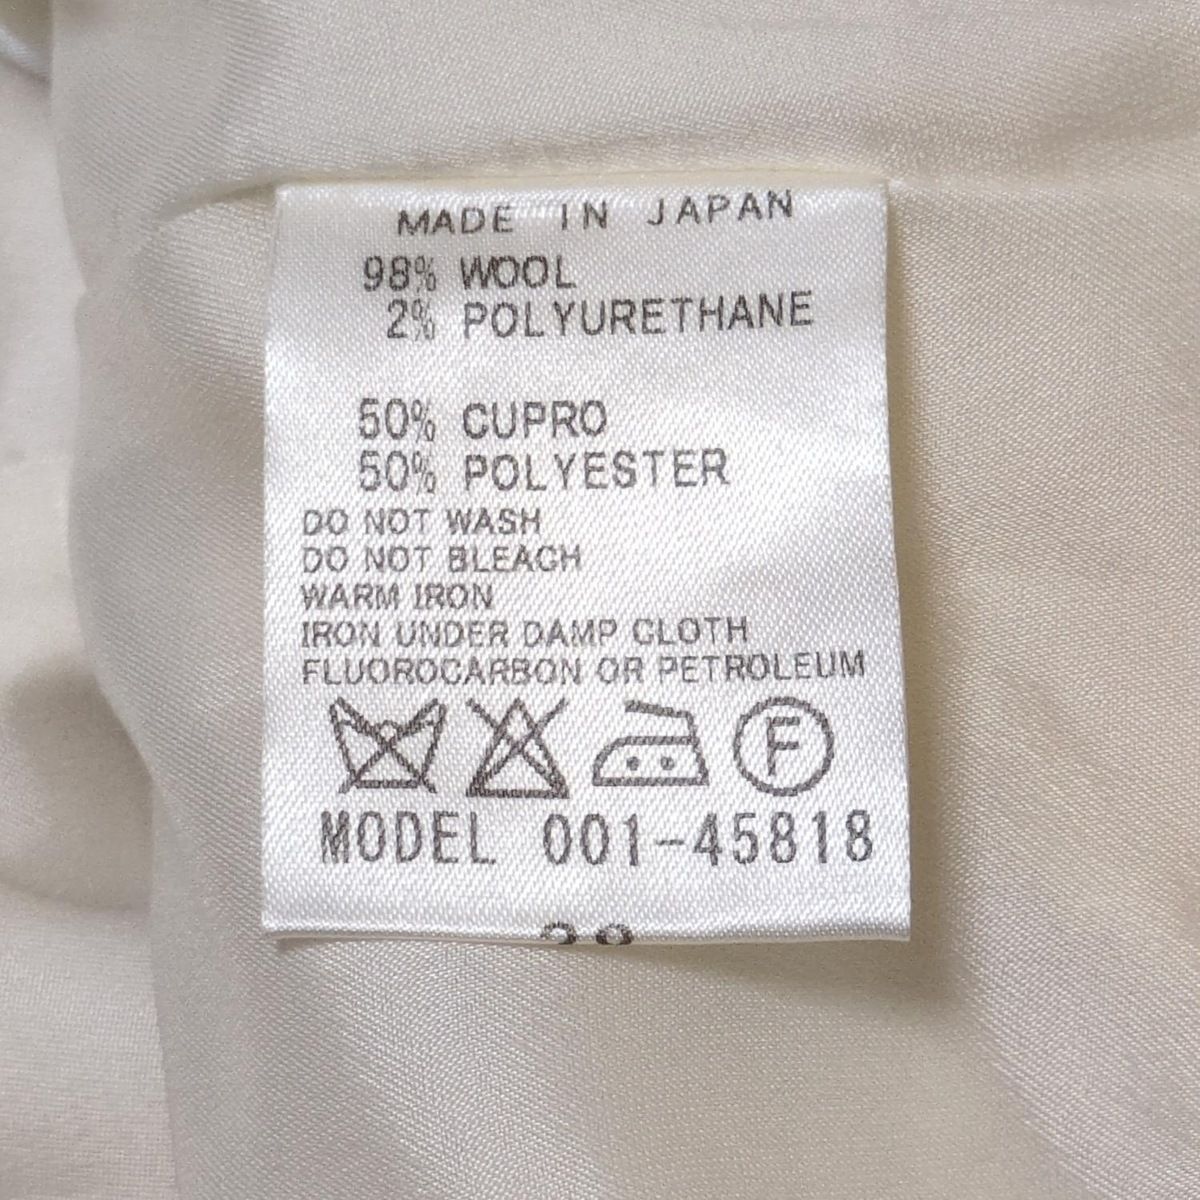 MADE IN JAPAN
98% WOOL
2% POLYURETHANE
50% CUPRO
50% POLYESTER
DO NOT WASH
DO NOT BLEACH
WARM IRON
IRON UNDER DAMP CLOTH
FLUOROCARBON OR PETROLEUM
F
MODEL 001-45818